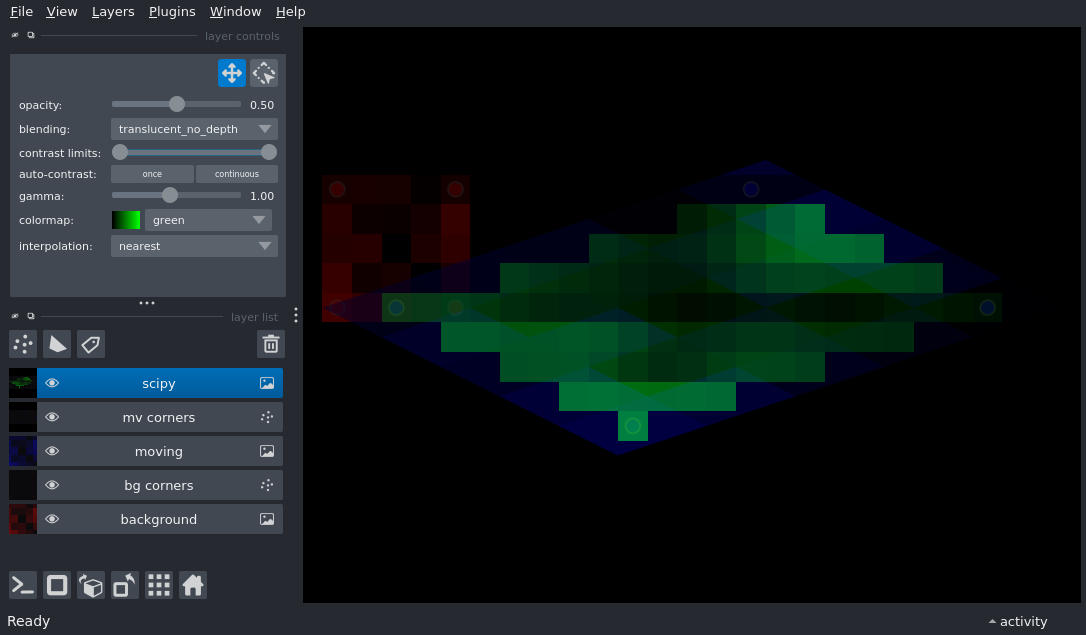 File View Layers Plugins Window Help
layer controls
opacity: 0.50
blending: translucent_no_depth
contrast limits:
auto-contrast: once continuous
gamma: 1.00
colormap: green
interpolation: nearest
layer list
scipy
mv corners
moving
bg corners
background
Ready
activity